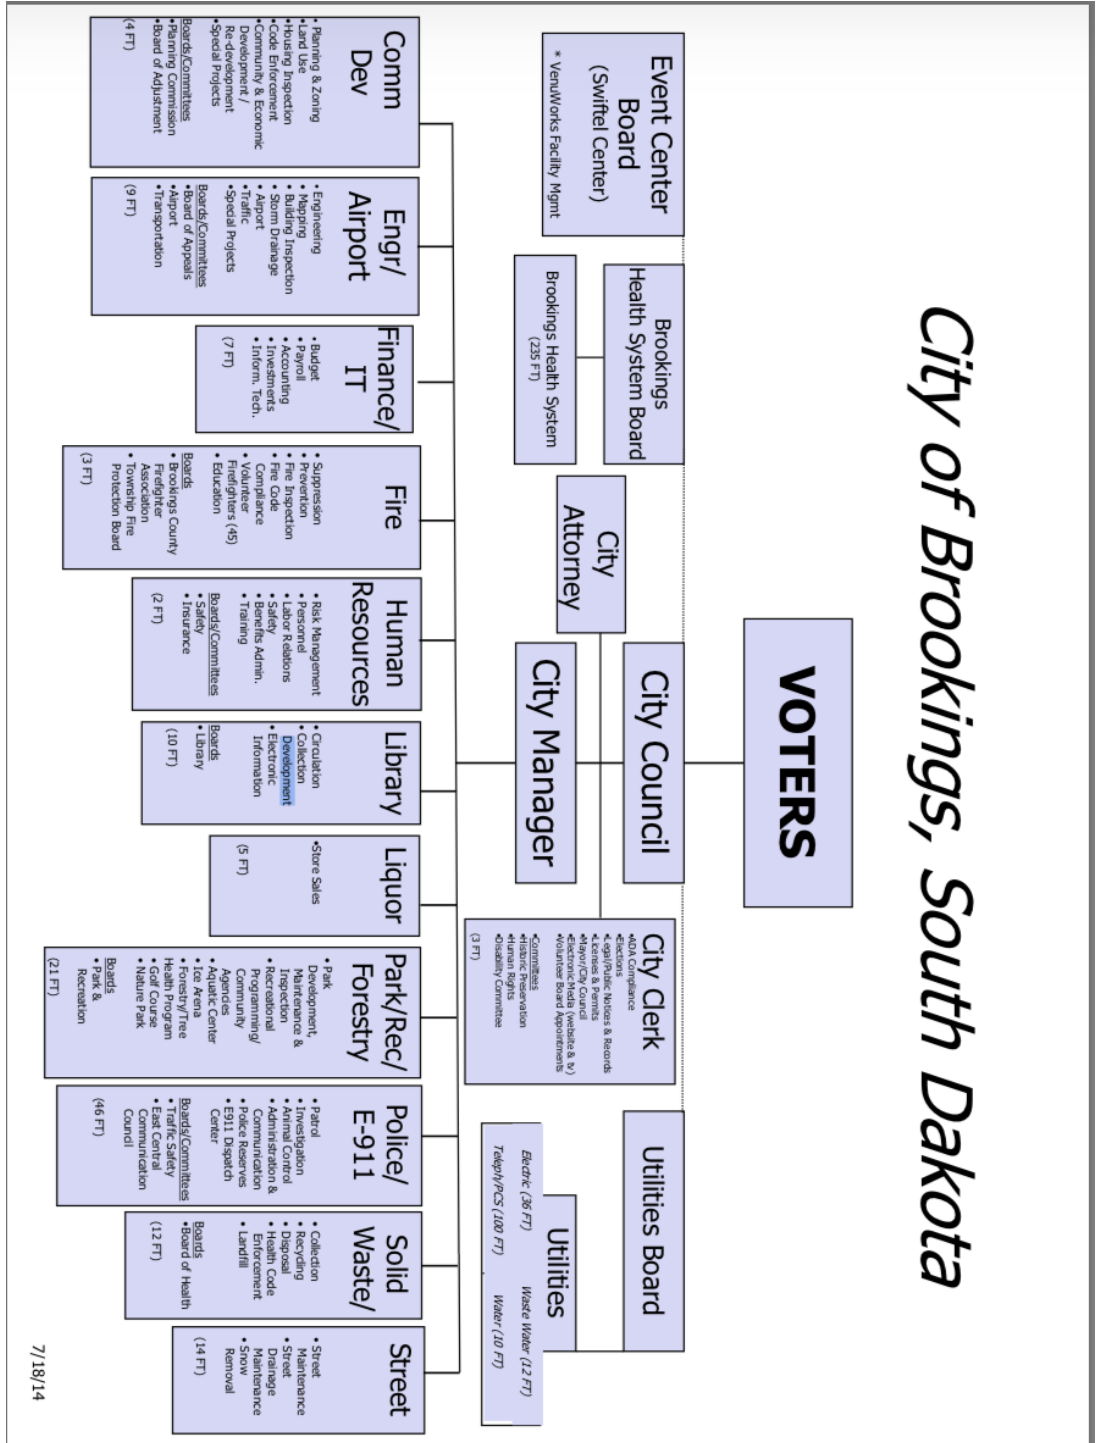 City of Brookings, South Dakota
VOTERS
Event Center
Board
(Swiftel Center)
* VenuWorks Facility Mgmt
Brookings
Health System Board
Brookings Health System
(235 FT)
City
Attorney
City Council
City Manager
City Clerk
•ADA Compliance
•Elections
•Legal/Public Notices & Records
•Licenses & Permits
•Mayor/City Council
•Electronic Media (website & tv)
•Volunteer Board Appointments
•Committees
•Historic Preservation
•Human Rights
•Disability Committee
(3 FT)
Utilities Board
Utilities
Electric (36 FT)
Waste Water (12 FT)
Teleph/PCS (100 FT)
Water (10 FT)
Comm
Dev
• Planning & Zoning
•Land Use
•Housing Inspection
•Code Enforcement
•Community & Economic
Development /
Re-development
•Special Projects
Boards/Committees
•Planning Commission
•Board of Adjustment
(4 FT)
Engr/
Airport
• Engineering
• Mapping
• Building Inspection
• Storm Drainage
• Airport
•Traffic
•Special Projects
Boards/Committees
•Board of Appeals
•Airport
•Transportation
(9 FT)
Finance/
IT
• Budget
• Payroll
• Accounting
• Investments
• Inform. Tech.
(7 FT)
Fire
• Suppression
•Prevention
• Fire Inspection
• Fire Code
Compliance
• Volunteer
Firefighters (45)
• Education
Boards
• Brookings County
Firefighter
Association
• Township Fire
Protection Board
(3 FT)
Human
Resources
• Risk Management
• Personnel
• Labor Relations
• Safety
• Benefits Admin.
• Training
Boards/Committees
• Safety
• Insurance
(2 FT)
Library
• Circulation
• Collection
Development
• Electronic
Information
Boards
• Library
(10 FT)
Liquor
•Store Sales
(5 FT)
Park/Rec/
Forestry
• Park
Development,
Maintenance &
Inspection
• Recreational
Programming/
Community
Agencies
• Aquatic Center
• Ice Arena
• Forestry/Tree
Health Program
• Golf Course
• Nature Park
Boards
• Park &
Recreation
(21 FT)
Police/
E-911
• Patrol
• Investigation
• Animal Control
• Administration &
Communication
• Police Reserves
• E911 Dispatch
Center
Boards/Committees
• Traffic Safety
• East Central
Communication
Council
(46 FT)
Solid
Waste/
• Collection
• Recycling
• Disposal
• Health Code
Enforcement
• Landfill
Boards
•Board of Health
(12 FT)
Street
• Street
Maintenance
• Street
Drainage
Maintenance
• Snow
Removal
(14 FT)
7/18/14